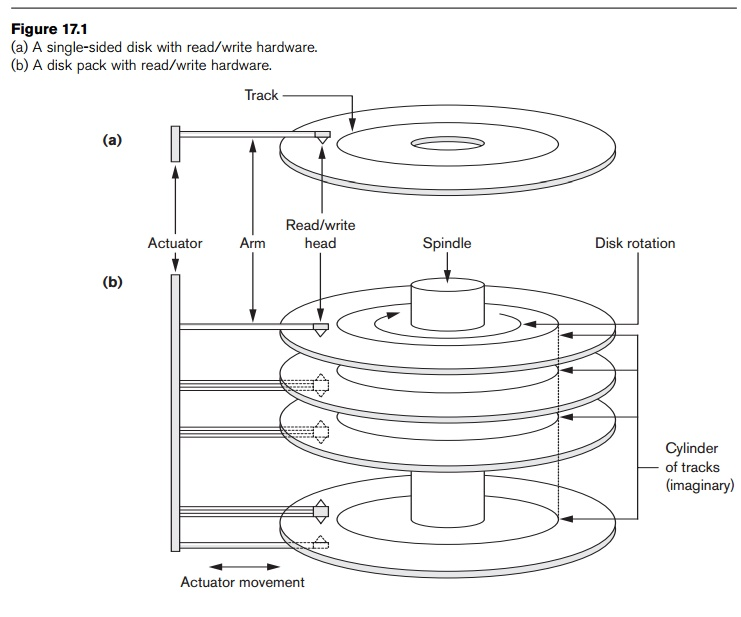 Figure 17.1
(a) A single-sided disk with read/write hardware.
(b) A disk pack with read/write hardware.
Track
(a)
Actuator
Arm
Read/write
head
Spindle
Disk rotation
(b)
Cylinder
of tracks
(imaginary)
Actuator movement